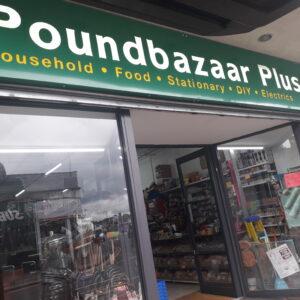 Poundbazaar Plus
ousehold • Food • Stationary • DIY • Electrics